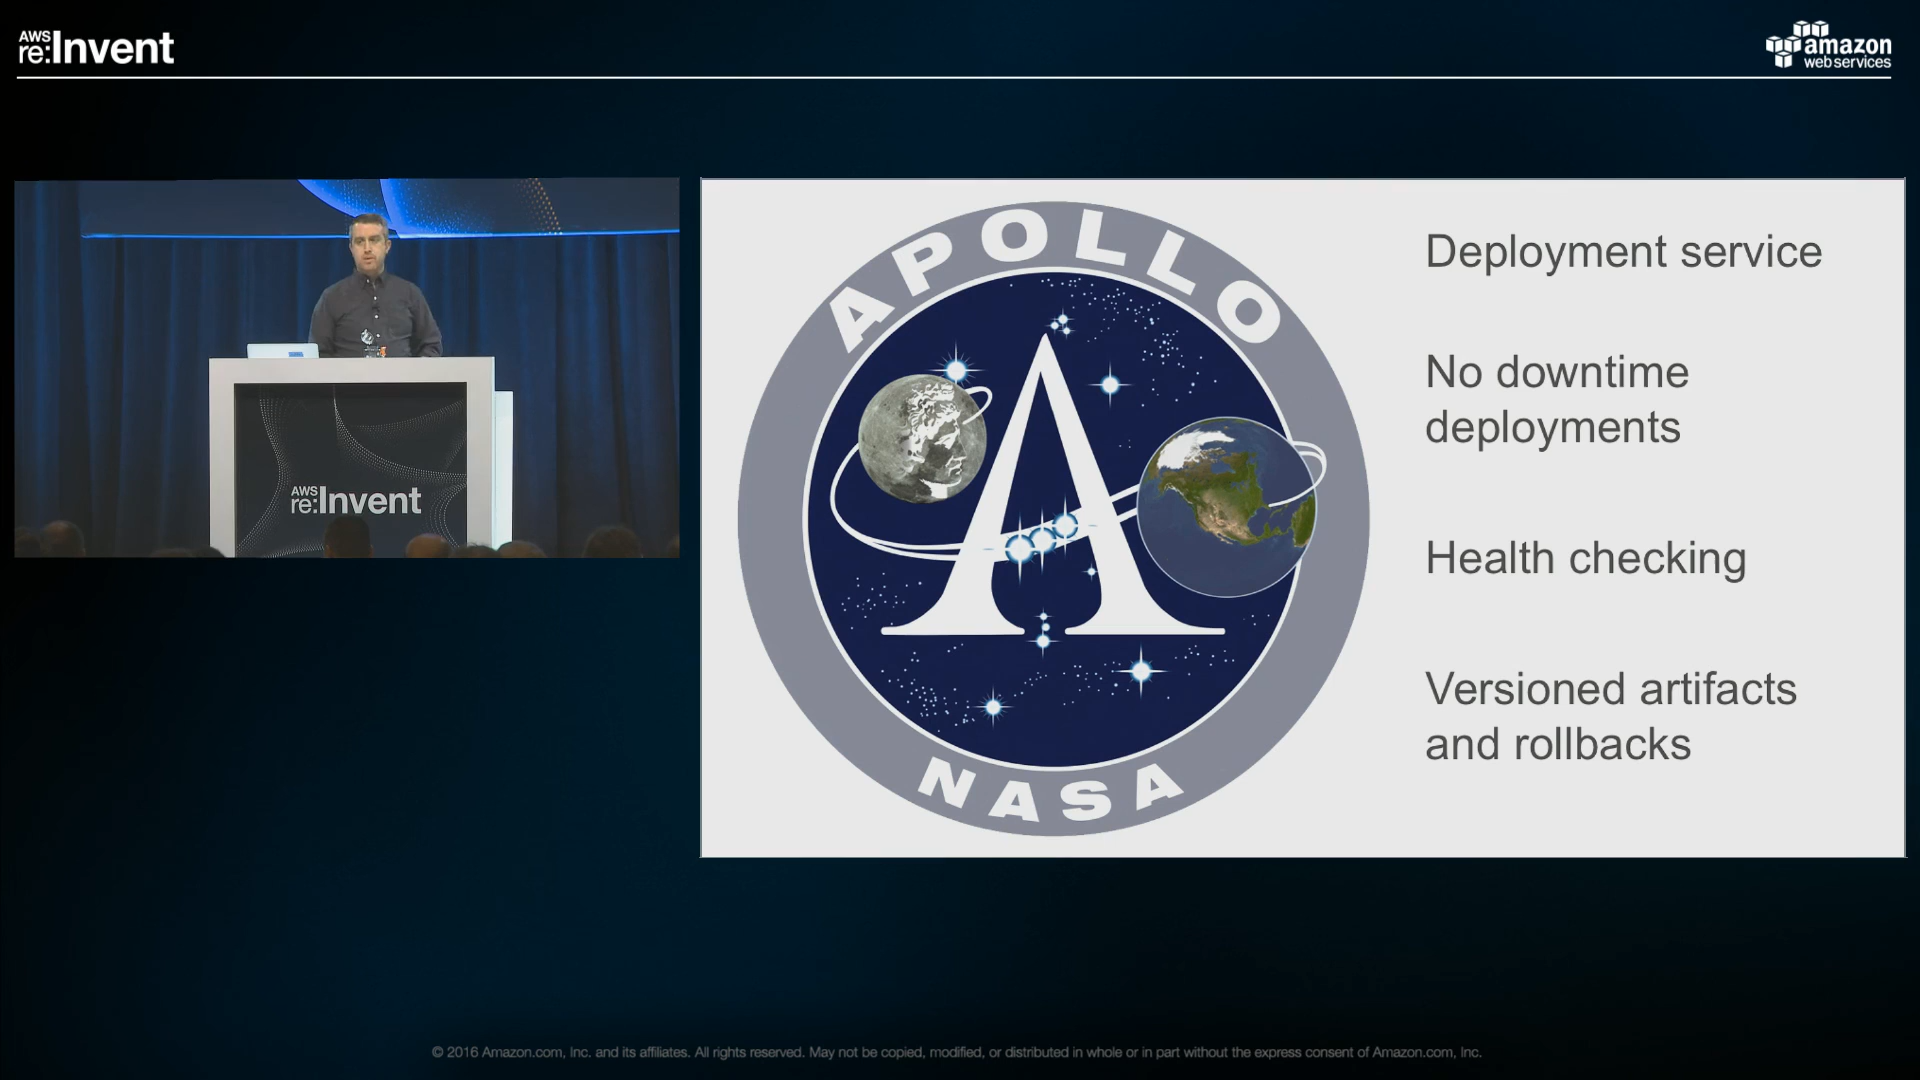 AWS
re:Invent
amazon
web services
AWS
re:Invent
APOLLO
NASA
Deployment service
No downtime
deployments
Health checking
Versioned artifacts
and rollbacks
© 2016 Amazon.com, Inc. and its affiliates. All rights reserved. May not be copied, modified, or distributed in whole or in part without the express consent of Amazon.com, Inc.